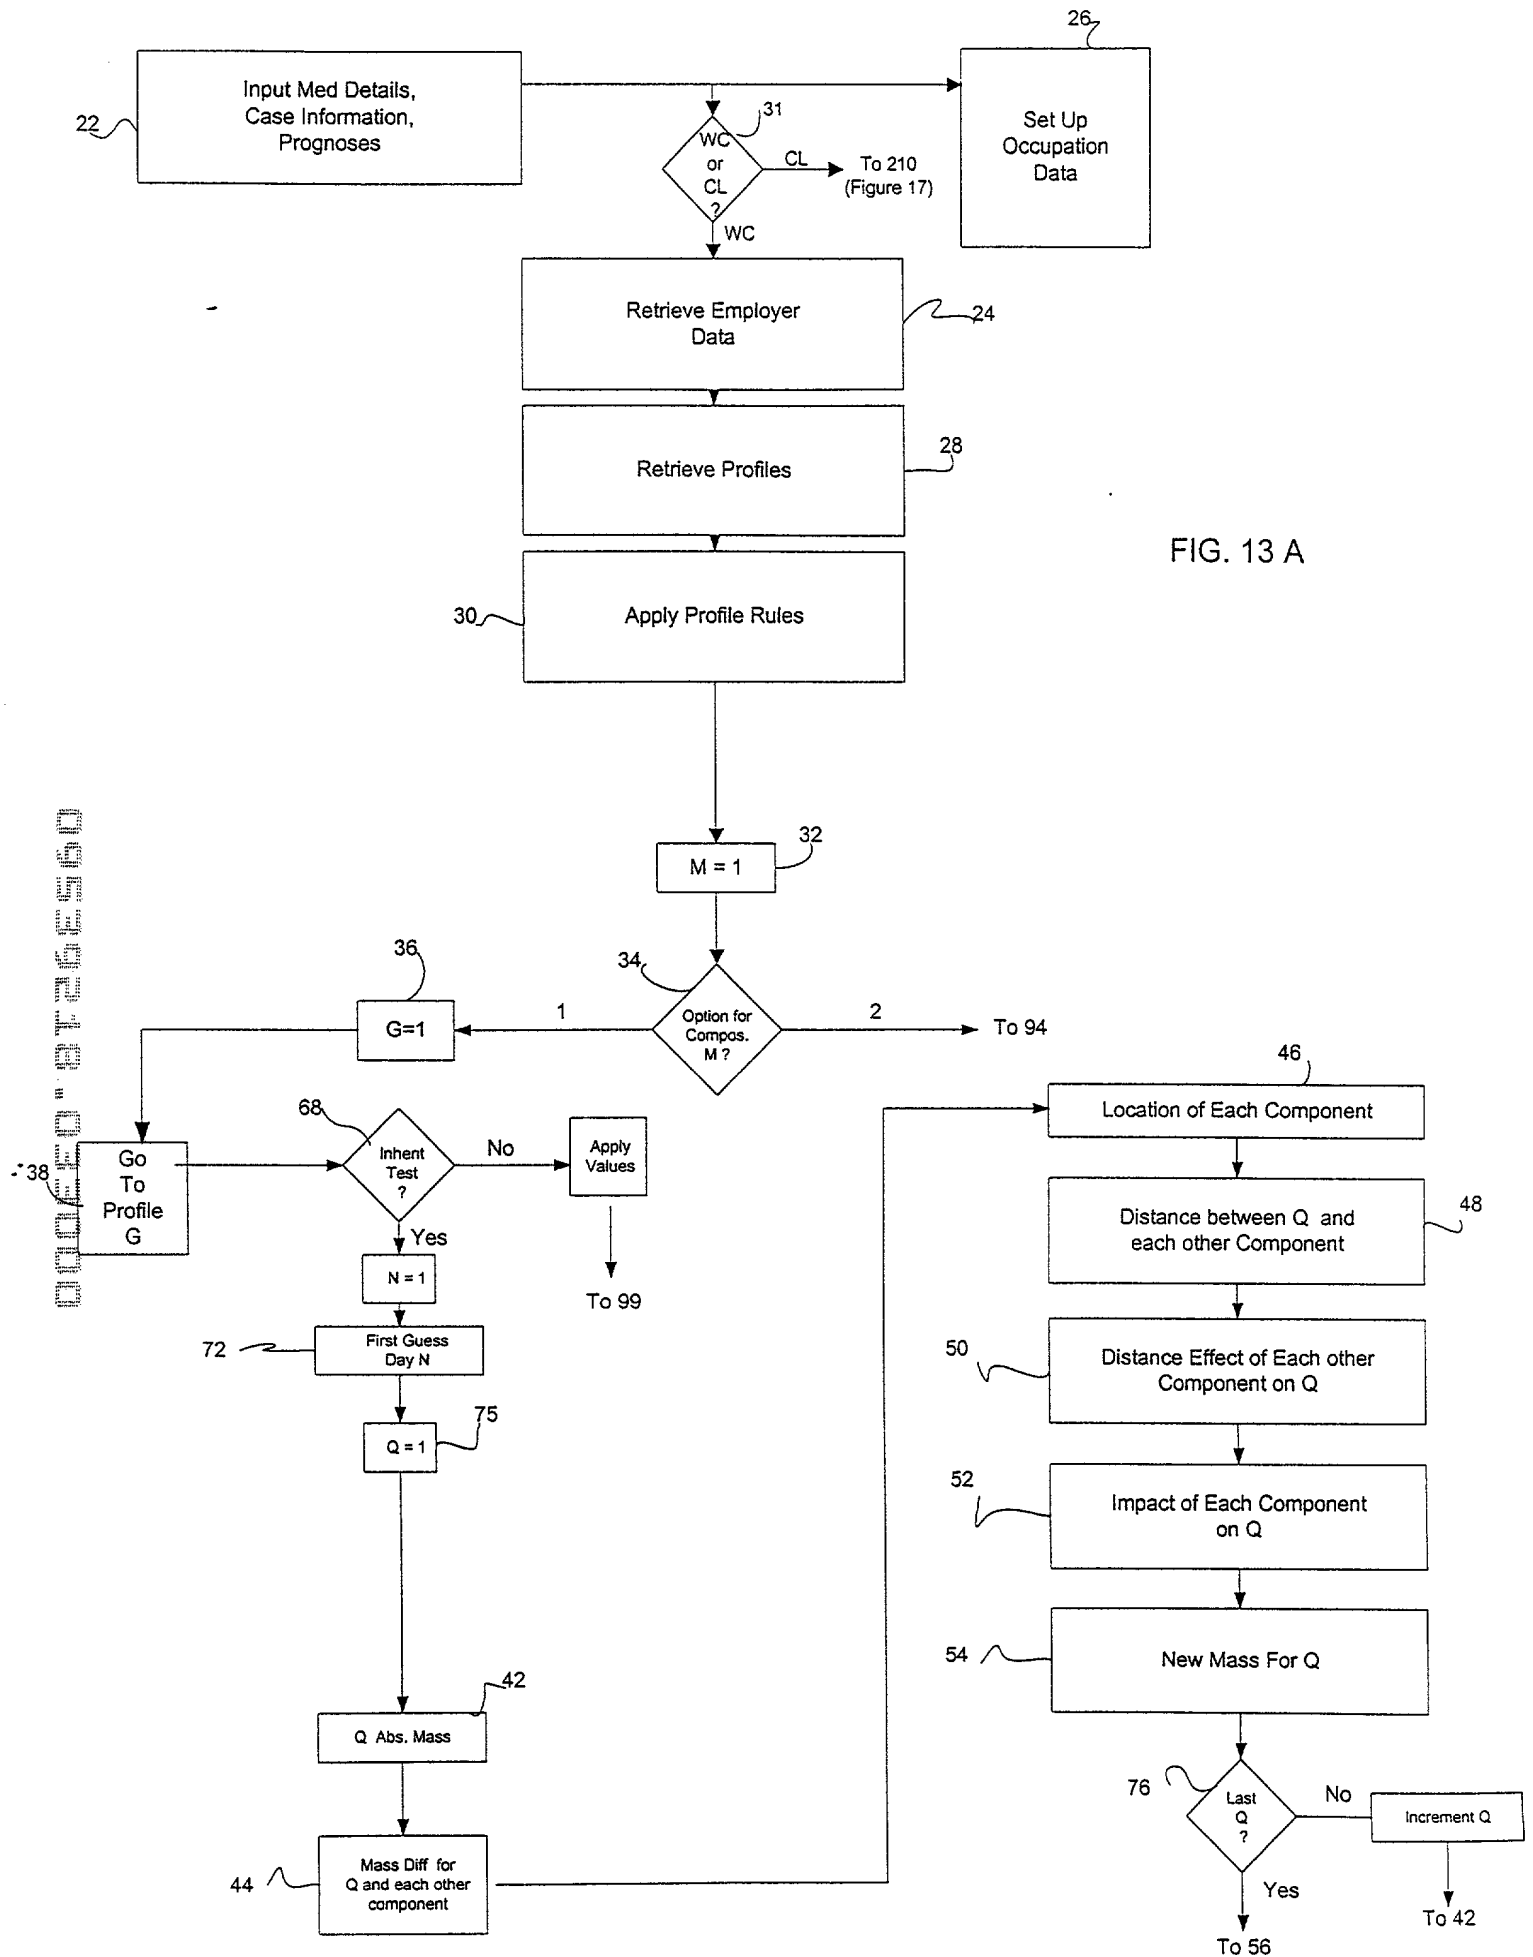 26
Input Med Details,
Case Information,
Prognoses
22
31
WC
or
CL
?
CL
To 210
(Figure 17)
Set Up
Occupation
Data
WC
Retrieve Employer
Data
24
Retrieve Profiles
28
FIG. 13 A
Apply Profile Rules
30
M = 1
32
36
34
G=1
1
Option for
Compos.
M ?
2
To 94
38
Go
To
Profile
G
68
Inherit
Test
?
No
Apply
Values
To 99
Yes
N = 1
72
First Guess
Day N
75
Q = 1
42
Q Abs. Mass
44
Mass Diff for
Q and each other
component
46
Location of Each Component
Distance between Q and
each other Component
48
50
Distance Effect of Each other
Component on Q
52
Impact of Each Component
on Q
54
New Mass For Q
76
Last
Q
?
No
Increment Q
To 42
Yes
To 56